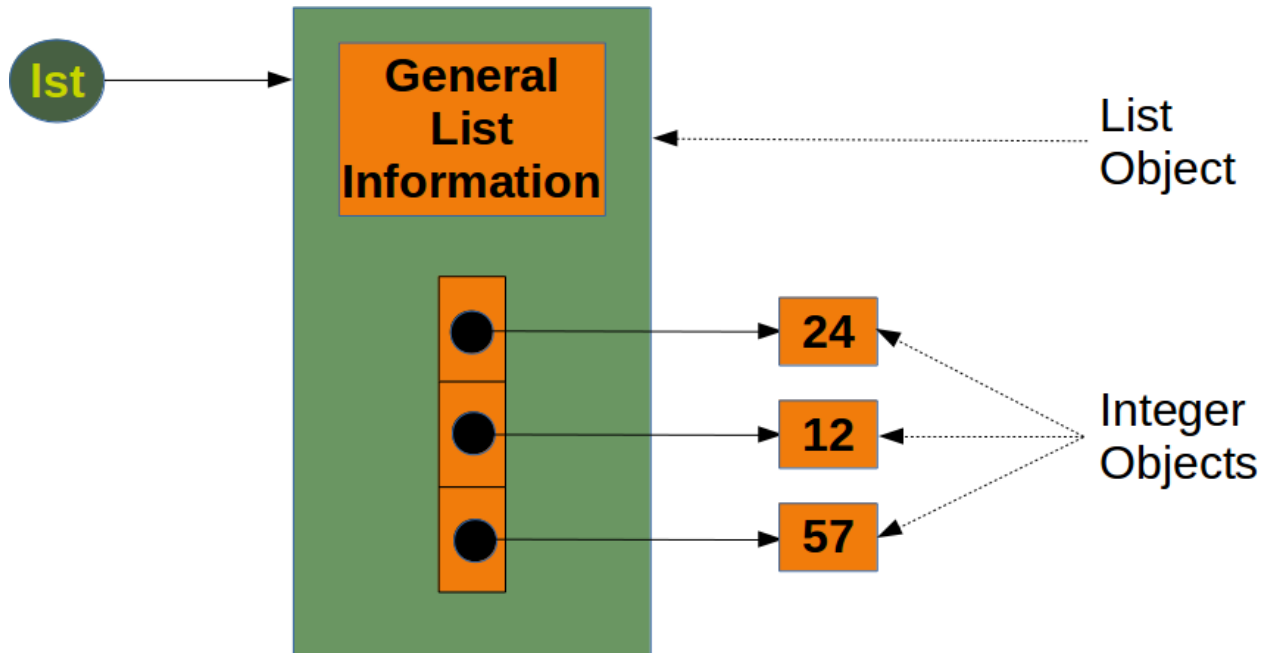 lst
General
List
Information
List
Object
24
12
57
Integer
Objects